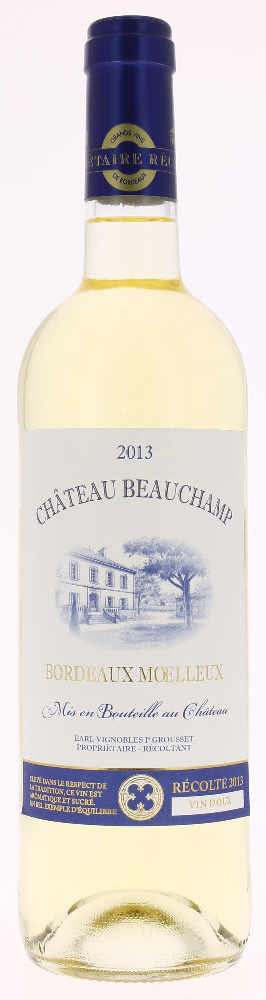 GRANDS VINS
RÉC
DE BORDEAUX
2013
CHÂTEAU BEAUCHAMP
BORDEAUX MOELLEUX
Mis en Bouteille au Château
EARL VIGNOBLES P.GROUSSET
PROPRIÉTAIRE - RÉCOLTANT
ELEVÉ DANS LE RESPECT DE
LA TRADITION, CE VIN EST
ARÔMATIQUE ET SUCRÉ.
UN BEL EXEMPLE D'ÉQUILIBRE
RÉCOLTE 2013
VIN DOUX